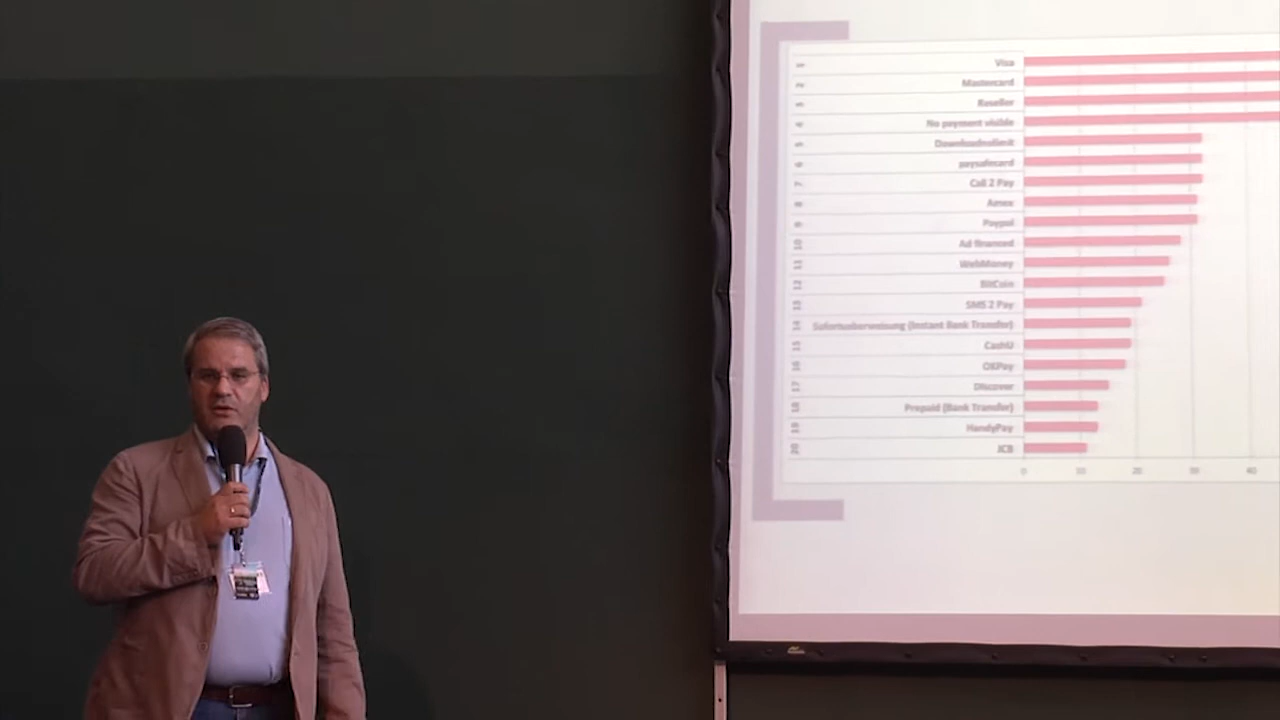 1 Visa
2 Mastercard
3 Reseller
4 No payment visible
5 Downloadnolimit
6 paysafecard
7 Call 2 Pay
8 Amex
9 Paypal
10 Ad financed
11 WebMoney
12 BitCoin
13 SMS 2 Pay
14 Sofortueberweisung (Instant Bank Transfer)
15 CashU
16 OKPay
17 Discover
18 Prepaid (Bank Transfer)
19 HandyPay
20 JCB
0 10 20 30 40